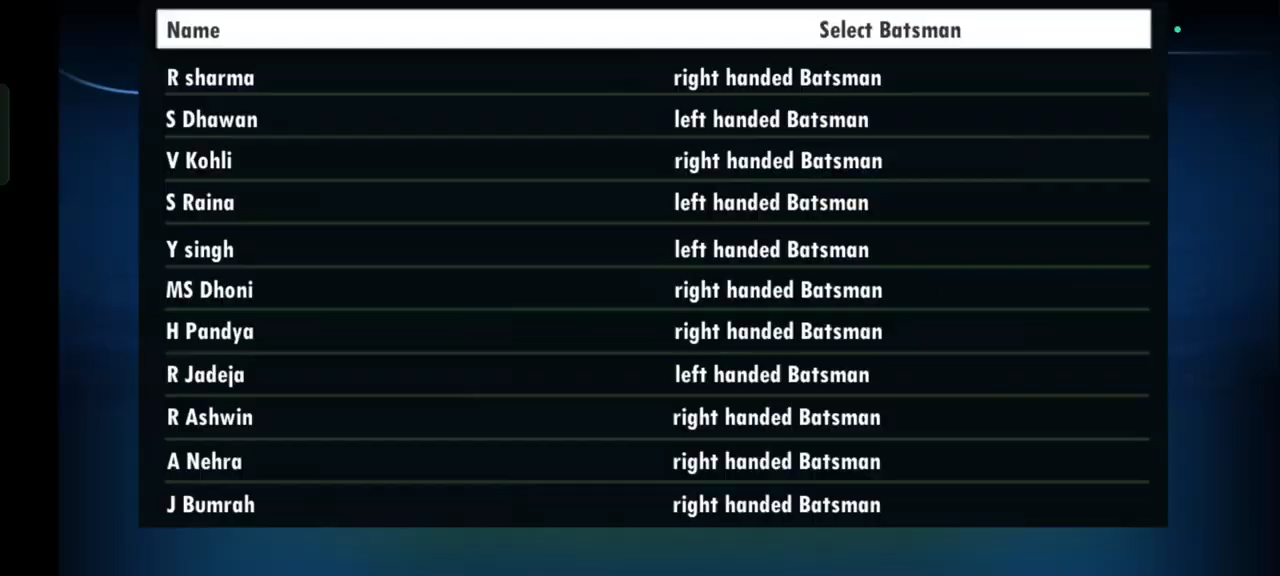 Name Select Batsman
R sharma right handed Batsman
S Dhawan left handed Batsman
V Kohli right handed Batsman
S Raina left handed Batsman
Y singh left handed Batsman
MS Dhoni right handed Batsman
H Pandya right handed Batsman
R Jadeja left handed Batsman
R Ashwin right handed Batsman
A Nehra right handed Batsman
J Bumrah right handed Batsman